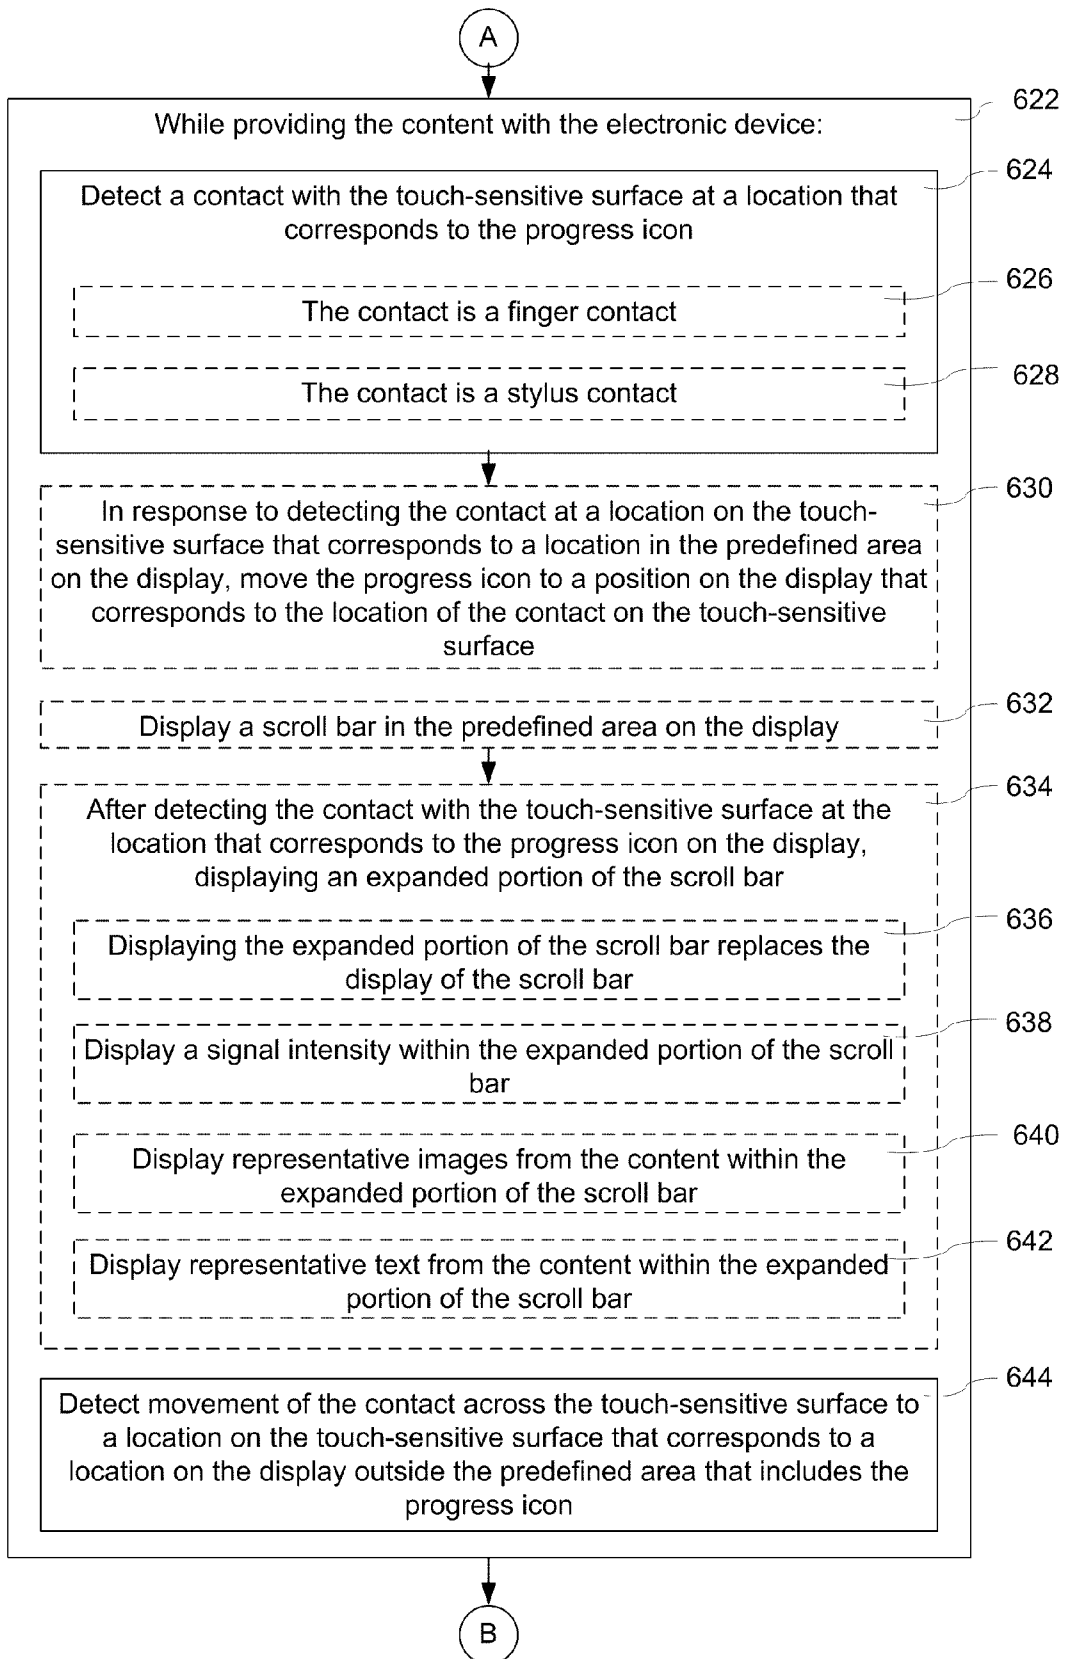 A
622
While providing the content with the electronic device:
624
Detect a contact with the touch-sensitive surface at a location that
corresponds to the progress icon
626
The contact is a finger contact
628
The contact is a stylus contact
630
In response to detecting the contact at a location on the touch-
sensitive surface that corresponds to a location in the predefined area
on the display, move the progress icon to a position on the display that
corresponds to the location of the contact on the touch-sensitive
surface
632
Display a scroll bar in the predefined area on the display
634
After detecting the contact with the touch-sensitive surface at the
location that corresponds to the progress icon on the display,
displaying an expanded portion of the scroll bar
636
Displaying the expanded portion of the scroll bar replaces the
display of the scroll bar
638
Display a signal intensity within the expanded portion of the scroll
bar
640
Display representative images from the content within the
expanded portion of the scroll bar
642
Display representative text from the content within the expanded
portion of the scroll bar
644
Detect movement of the contact across the touch-sensitive surface to
a location on the touch-sensitive surface that corresponds to a
location on the display outside the predefined area that includes the
progress icon
B